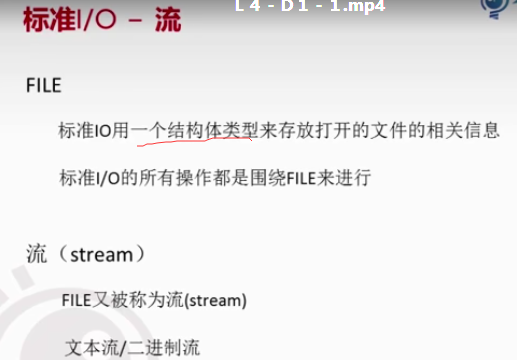 L 4 - D 1 - 1.mp4
标准I/O – 流
FILE
标准IO用一个结构体类型来存放打开的文件的相关信息
标准I/O的所有操作都是围绕FILE来进行
流（stream）
FILE又被称为流(stream)
文本流/二进制流